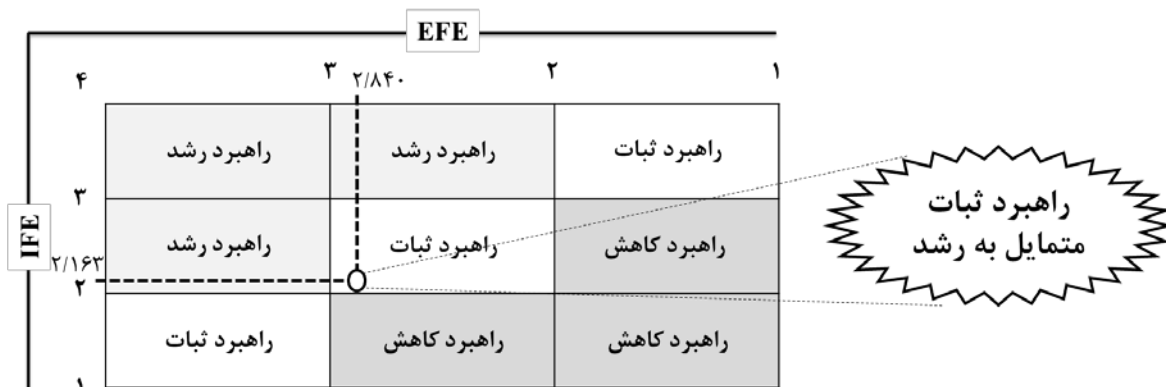 EFE
۴ ۳ ۲/۸۴۰ ۲ ۱
راهبرد رشد راهبرد رشد راهبرد ثبات
۳
IFE
راهبرد رشد راهبرد ثبات راهبرد کاهش
۲/۱۶۳
۲
راهبرد ثبات راهبرد کاهش راهبرد کاهش
۱
راهبرد ثبات
متمایل به رشد